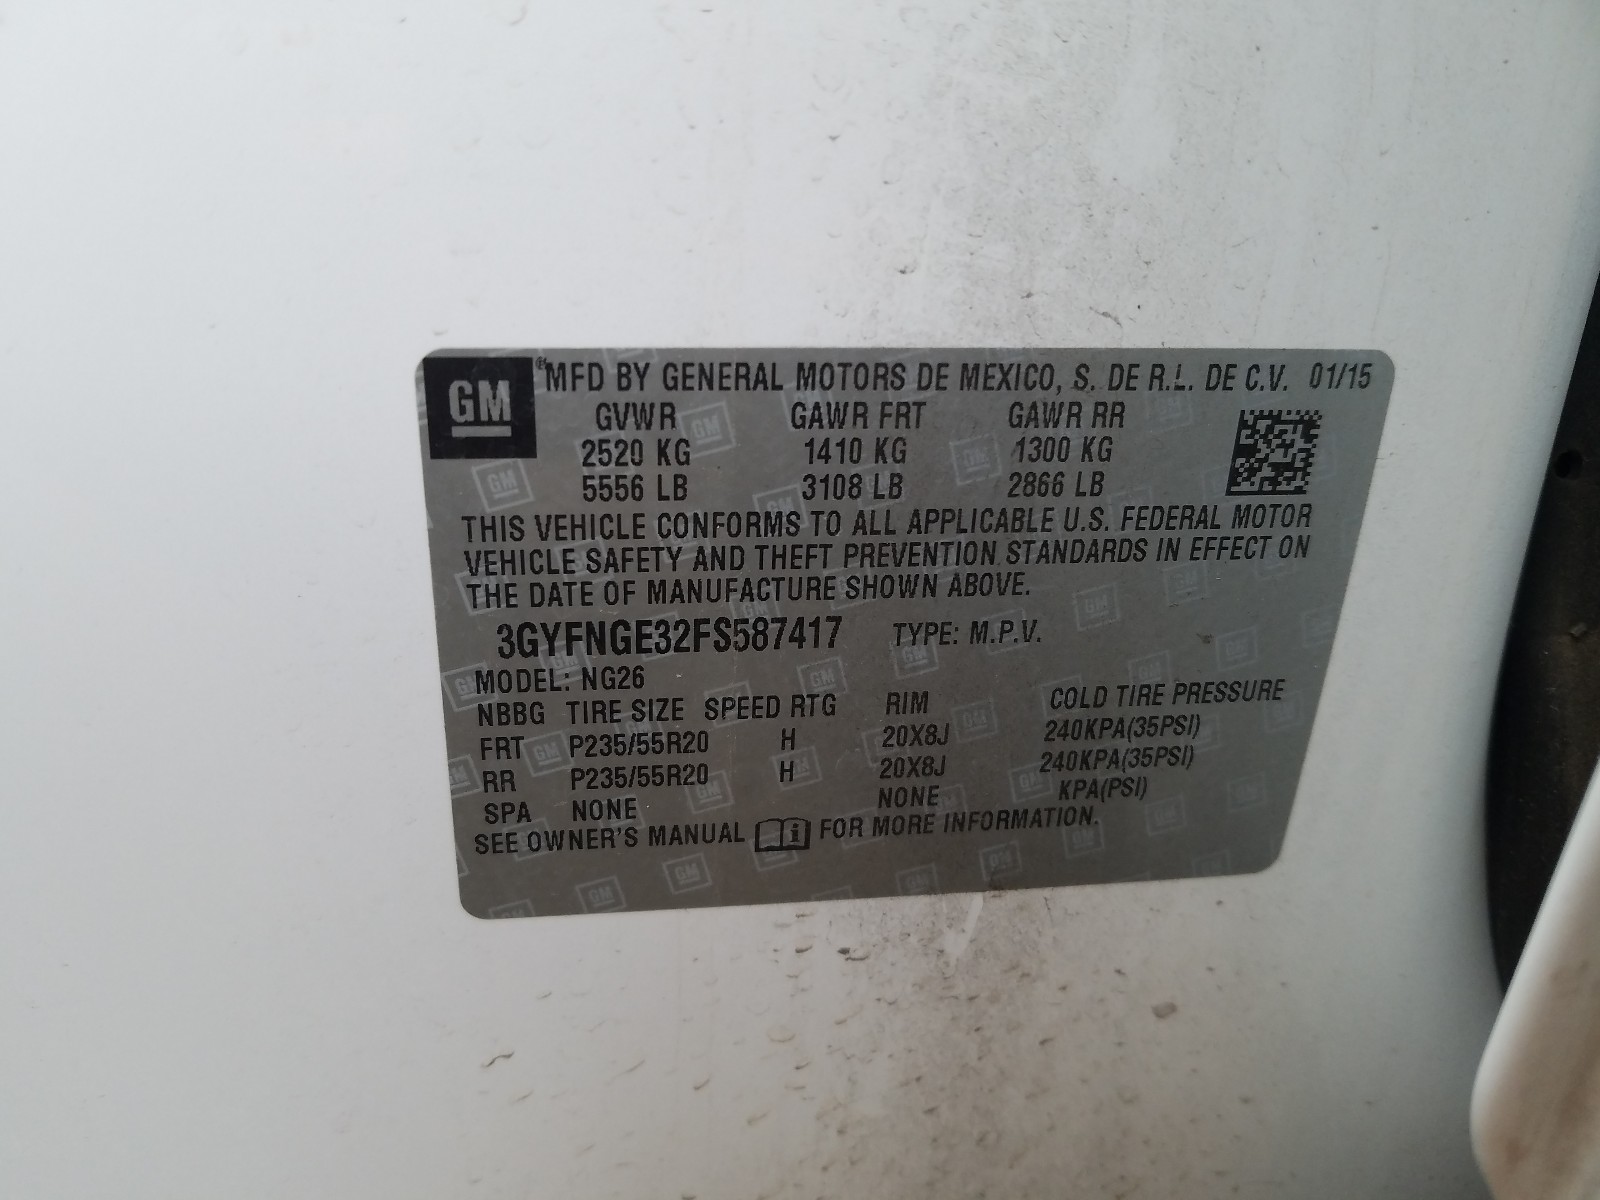 GM ® MFD BY GENERAL MOTORS DE MEXICO, S. DE R.L. DE C.V. 01/15
GVWR GAWR FRT GAWR RR
2520 KG 1410 KG 1300 KG
5556 LB 3108 LB 2866 LB
THIS VEHICLE CONFORMS TO ALL APPLICABLE U.S. FEDERAL MOTOR
VEHICLE SAFETY AND THEFT PREVENTION STANDARDS IN EFFECT ON
THE DATE OF MANUFACTURE SHOWN ABOVE.
3GYFNGE32FS587417 TYPE: M.P.V.
MODEL: NG26
NBBG TIRE SIZE SPEED RTG RIM COLD TIRE PRESSURE
FRT P235/55R20 H 20X8J 240KPA(35PSI)
RR P235/55R20 H 20X8J 240KPA(35PSI)
SPA NONE NONE KPA(PSI)
SEE OWNER'S MANUAL i FOR MORE INFORMATION.